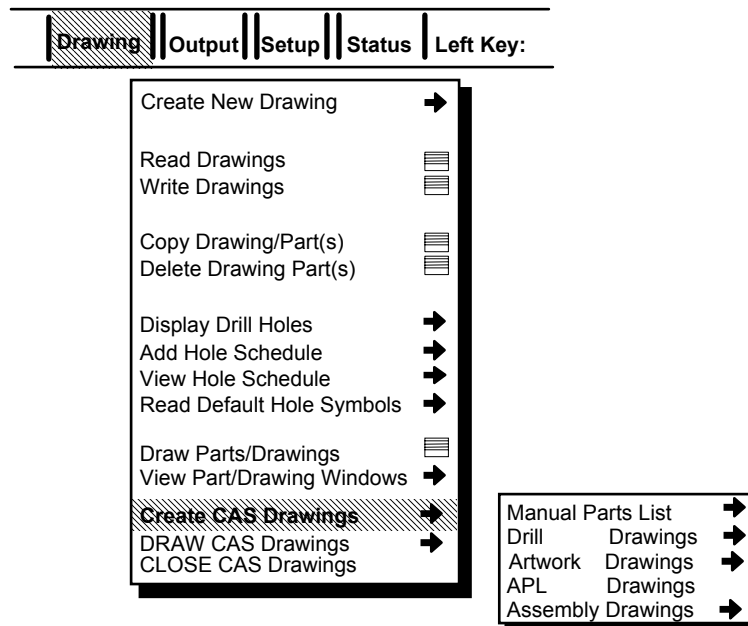 Drawing Output Setup Status Left Key:
Create New Drawing
Read Drawings
Write Drawings
Copy Drawing/Part(s)
Delete Drawing Part(s)
Display Drill Holes
Add Hole Schedule
View Hole Schedule
Read Default Hole Symbols
Draw Parts/Drawings
View Part/Drawing Windows
Create CAS Drawings
DRAW CAS Drawings
CLOSE CAS Drawings
Manual Parts List
Drill Drawings
Artwork Drawings
APL Drawings
Assembly Drawings